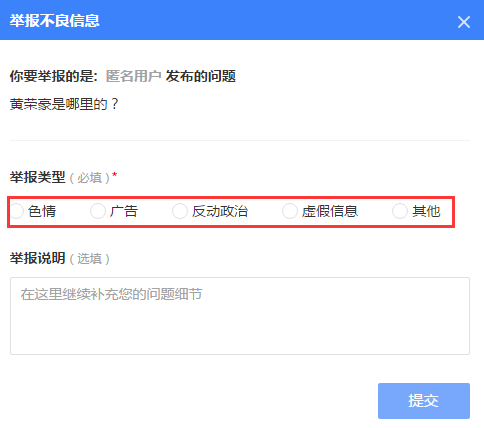 举报不良信息
你要举报的是: 匿名用户 发布的问题
黄荣豪是哪里的？
举报类型 ( 必填 ) *
色情 广告 反动政治 虚假信息 其他
举报说明 ( 选填 )
在这里继续补充您的问题细节
提交